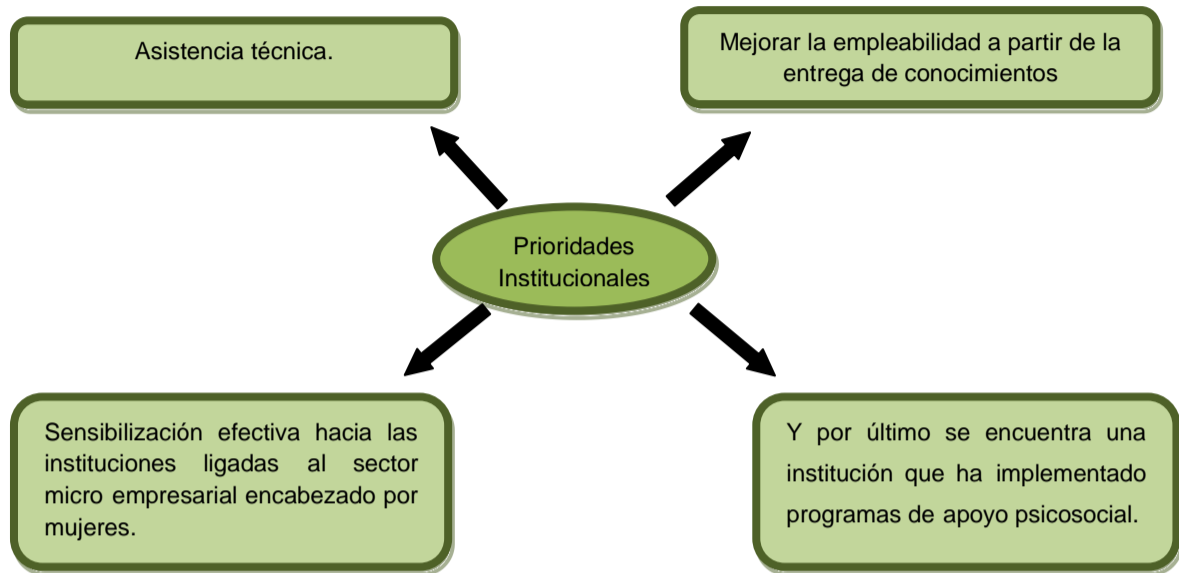 Asistencia técnica.
Mejorar la empleabilidad a partir de la
entrega de conocimientos
Prioridades
Institucionales
Sensibilización efectiva hacia las
instituciones ligadas al sector
micro empresarial encabezado por
mujeres.
Y por último se encuentra una
institución que ha implementado
programas de apoyo psicosocial.